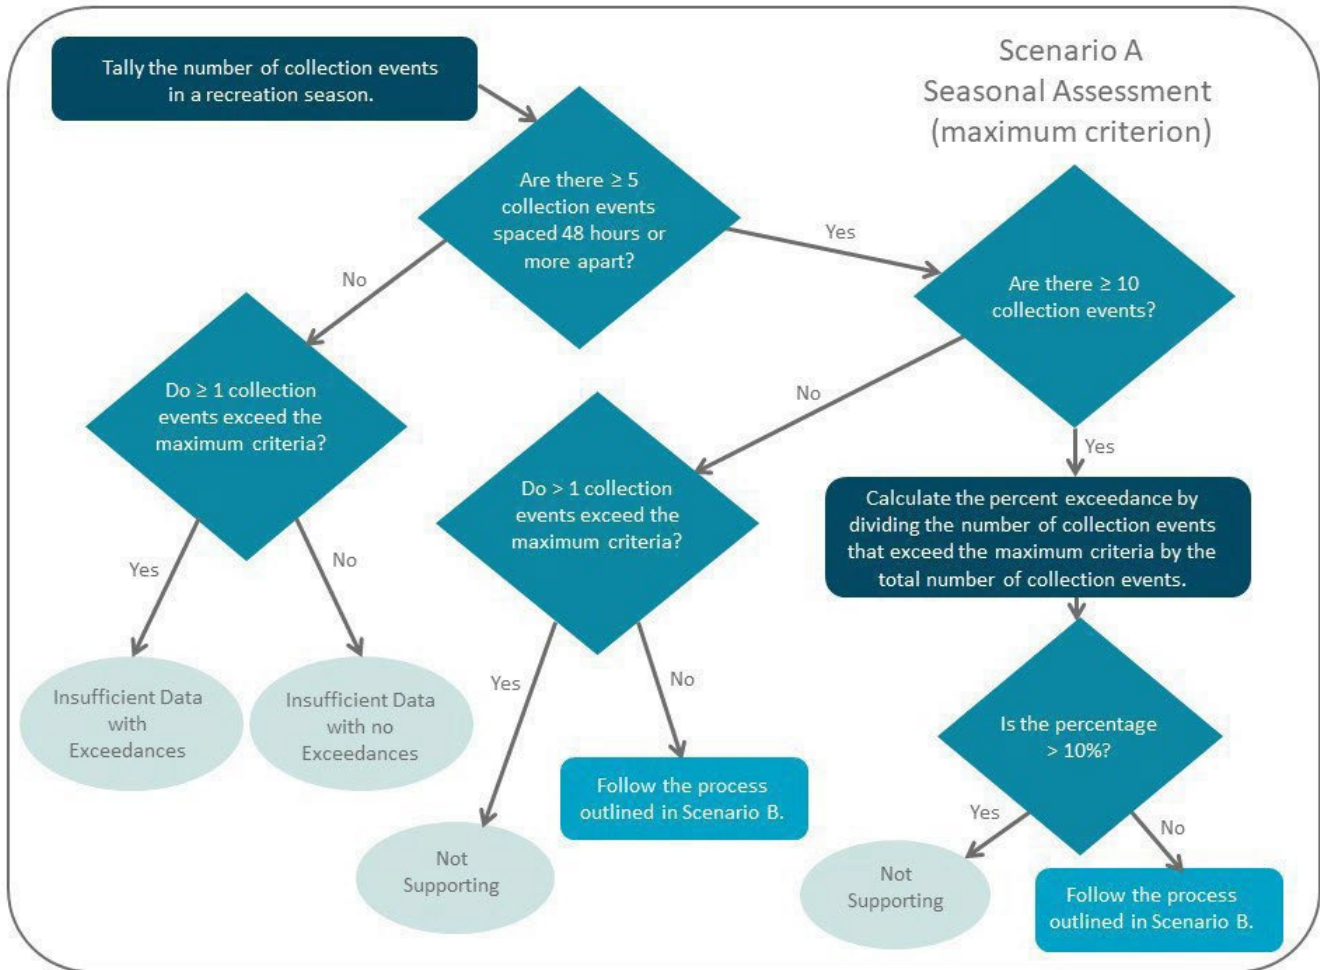 Scenario A
Seasonal Assessment
(maximum criterion)
Tally the number of collection events
in a recreation season.
Are there ≥ 5
collection events
spaced 48 hours or
more apart?
No
Yes
Are there ≥ 10
collection events?
Do ≥ 1 collection
events exceed the
maximum criteria?
No
Yes
Do > 1 collection
events exceed the
maximum criteria?
Calculate the percent exceedance by
dividing the number of collection events
that exceed the maximum criteria by the
total number of collection events.
Yes
No
Insufficient Data
with
Exceedances
Insufficient Data
with no
Exceedances
Yes
No
Is the percentage
> 10%?
Not
Supporting
Follow the process
outlined in Scenario B.
Yes
No
Not
Supporting
Follow the process
outlined in Scenario B.